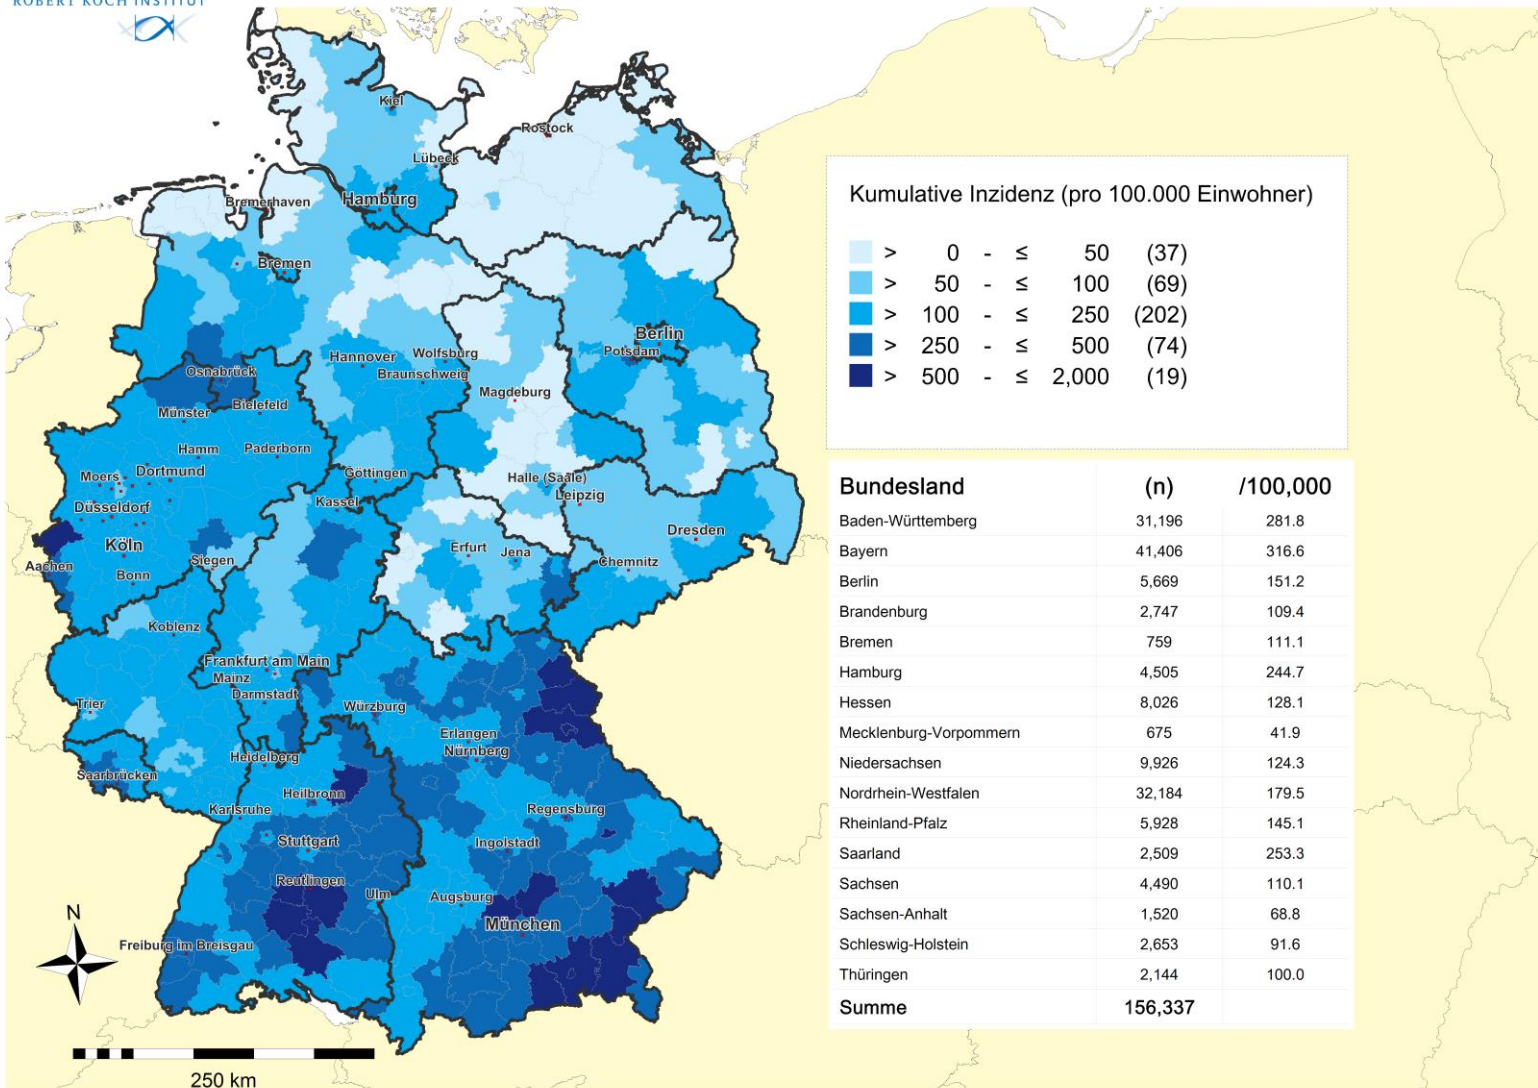 ROBERT KOCH INSTITUT
Kiel
Rostock
Lübeck
Hamburg
Bremerhaven
Bremen
Berlin
Potsdam
Hannover
Wolfsburg
Braunschweig
Osnabrück
Magdeburg
Bielefeld
Münster
Hamm
Paderborn
Moers
Dortmund
Göttingen
Halle (Saale)
Leipzig
Düsseldorf
Kassel
Dresden
Köln
Erfurt
Jena
Siegen
Chemnitz
Aachen
Bonn
Koblenz
Frankfurt am Main
Mainz
Darmstadt
Trier
Würzburg
Erlangen
Nürnberg
Heidelberg
Saarbrücken
Heilbronn
Karlsruhe
Regensburg
Stuttgart
Ingolstadt
Reutlingen
Ulm
Augsburg
München
Freiburg im Breisgau
N
250 km
Kumulative Inzidenz (pro 100.000 Einwohner)
> 0 - ≤ 50 (37)
> 50 - ≤ 100 (69)
> 100 - ≤ 250 (202)
> 250 - ≤ 500 (74)
> 500 - ≤ 2,000 (19)
Bundesland (n) /100,000
Baden-Württemberg 31,196 281.8
Bayern 41,406 316.6
Berlin 5,669 151.2
Brandenburg 2,747 109.4
Bremen 759 111.1
Hamburg 4,505 244.7
Hessen 8,026 128.1
Mecklenburg-Vorpommern 675 41.9
Niedersachsen 9,926 124.3
Nordrhein-Westfalen 32,184 179.5
Rheinland-Pfalz 5,928 145.1
Saarland 2,509 253.3
Sachsen 4,490 110.1
Sachsen-Anhalt 1,520 68.8
Schleswig-Holstein 2,653 91.6
Thüringen 2,144 100.0
Summe 156,337